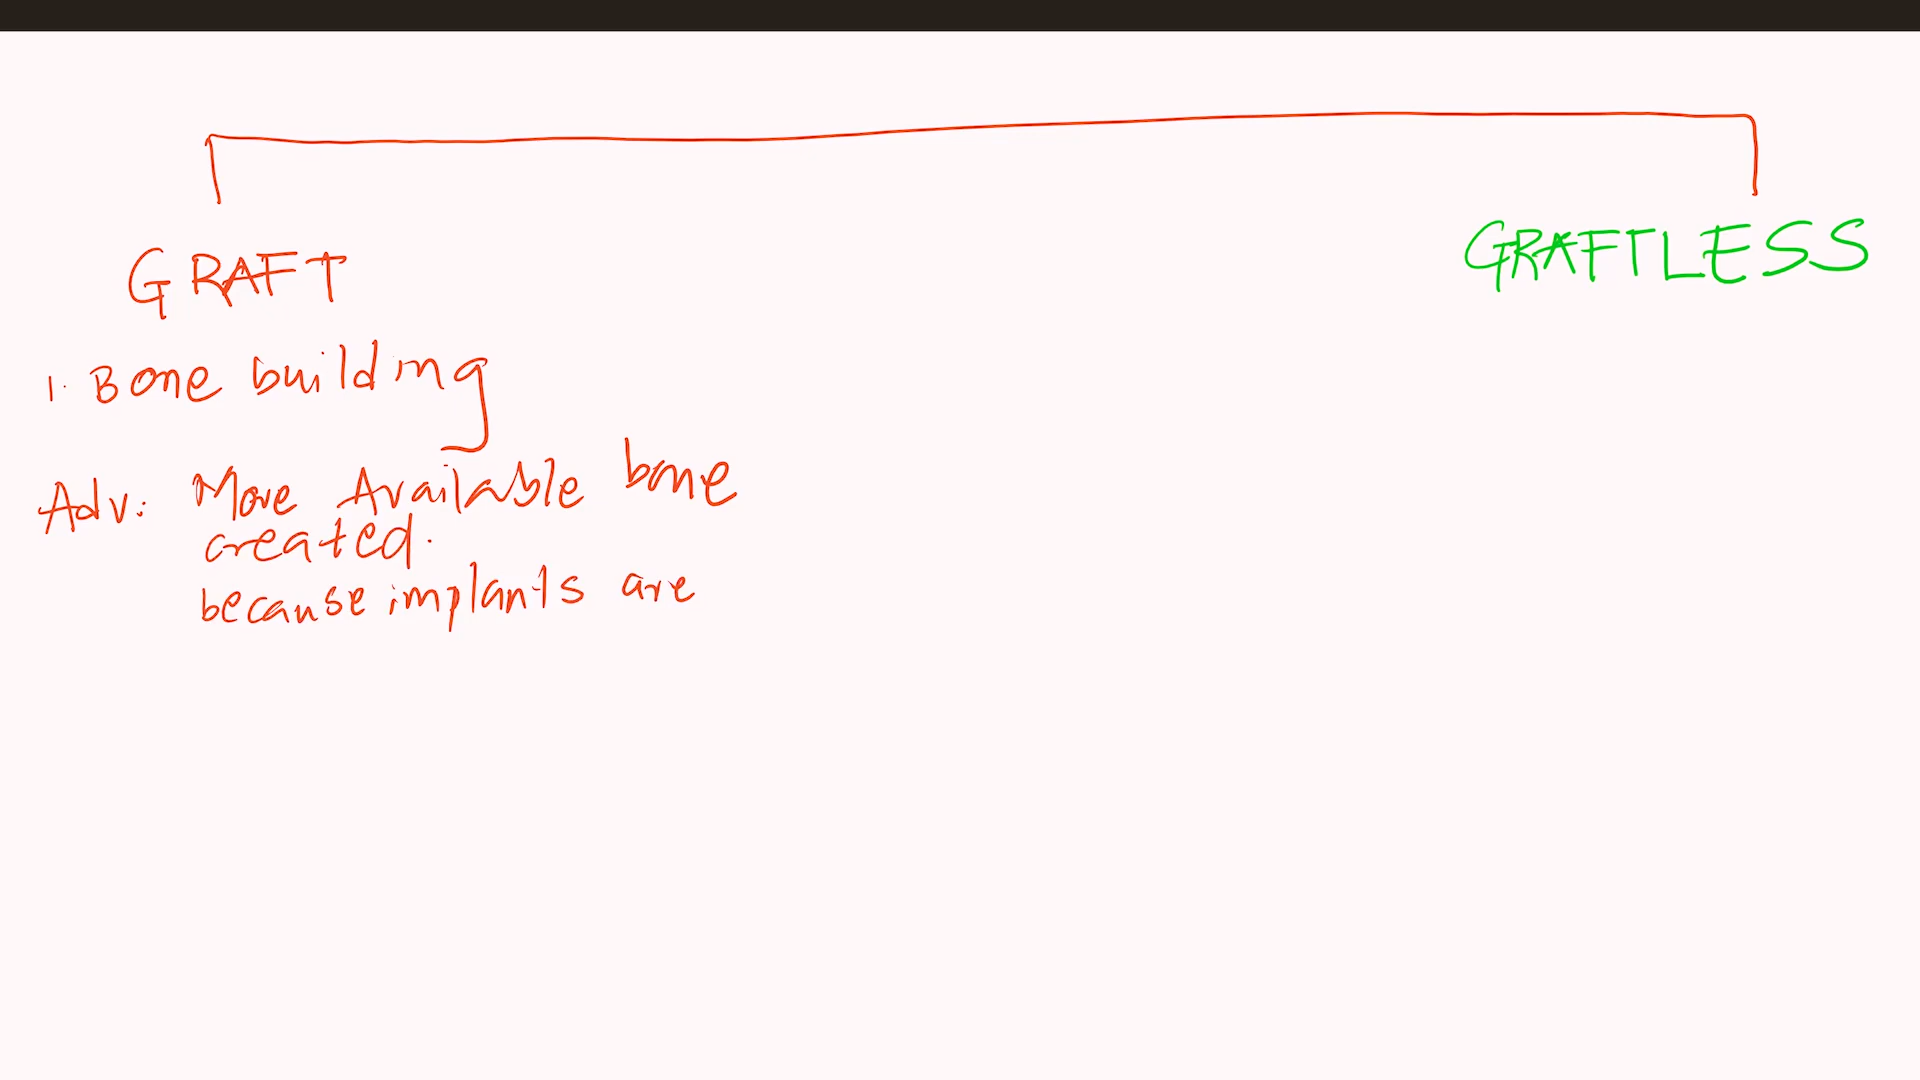 GRAFT
GRAFTLESS
1. Bone building
Adv: More Available bone
created.
because implants are